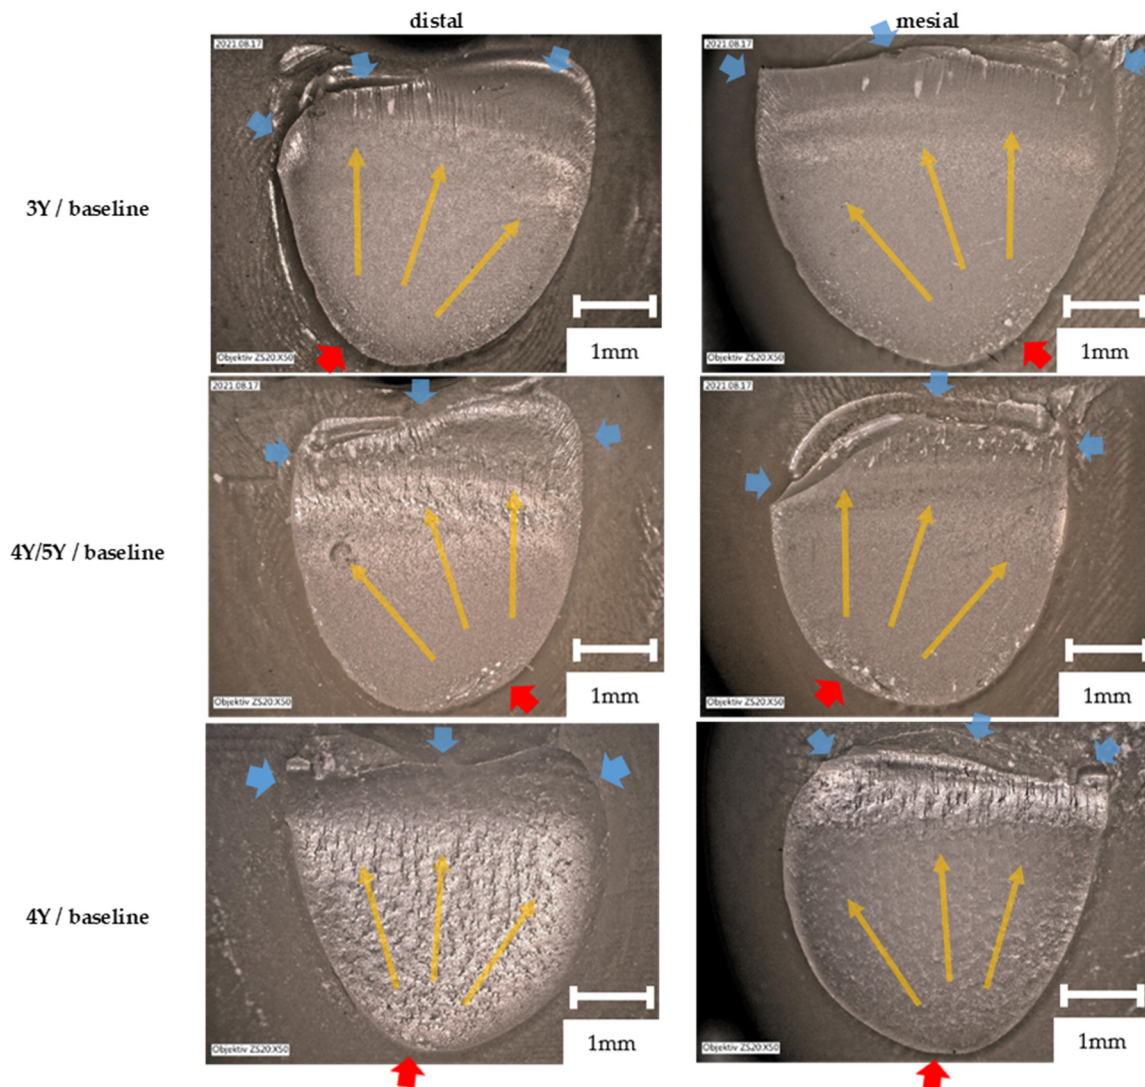 distal
mesial
2021.08.17
2021.08.17
3Y / baseline
1mm
1mm
Objektiv ZS20:X50
Objektiv ZS20:X50
2021.08.17
2021.08.17
4Y/5Y / baseline
1mm
1mm
Objektiv ZS20:X50
Objektiv ZS20:X50
4Y / baseline
1mm
1mm
Objektiv ZS20:X50
Objektiv ZS20:X50